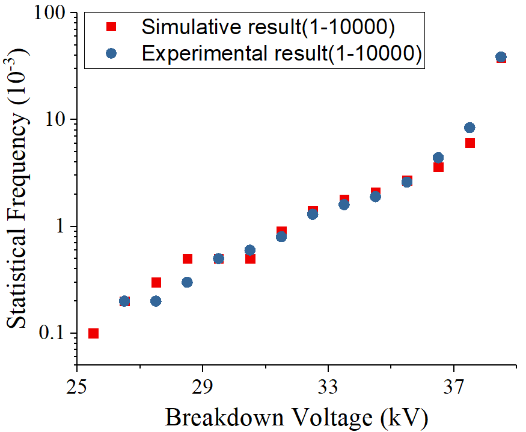 100
10
1
0.1
Statistical Frequency (10⁻³)
Simulative result(1-10000)
Experimental result(1-10000)
25 29 33 37
Breakdown Voltage (kV)